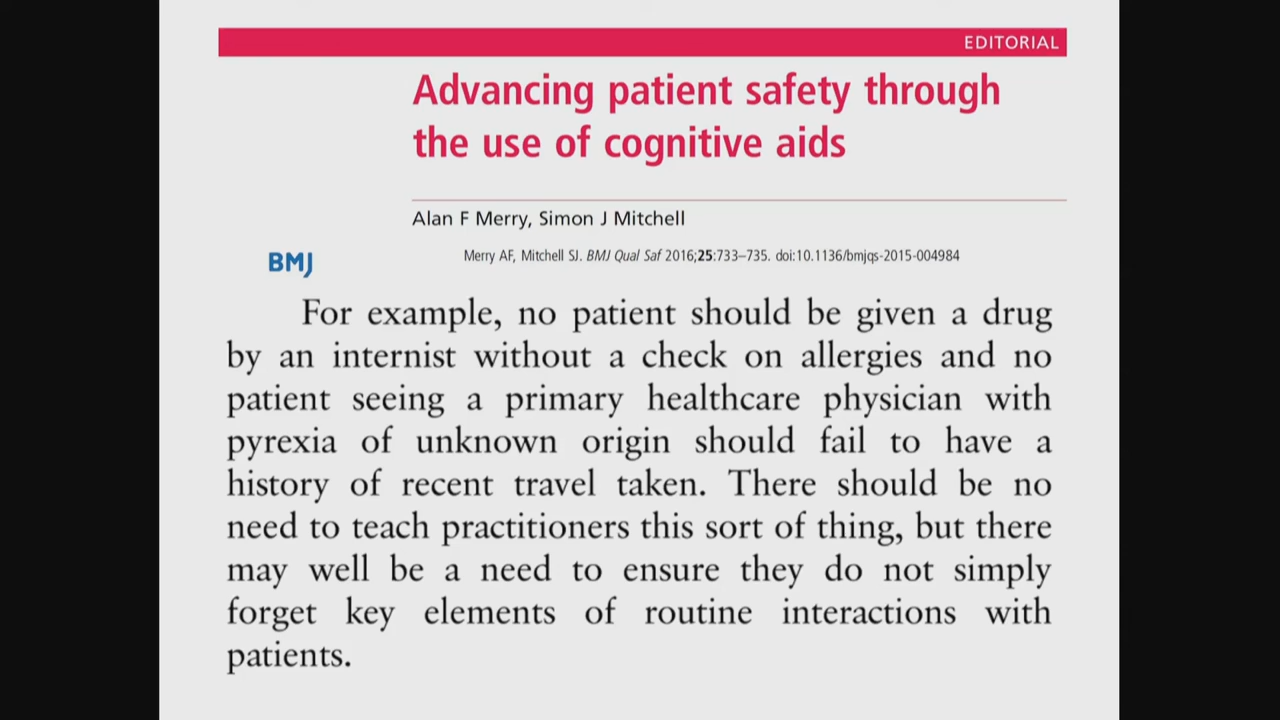 EDITORIAL
Advancing patient safety through
the use of cognitive aids
Alan F Merry, Simon J Mitchell
BMJ
Merry AF, Mitchell SJ. BMJ Qual Saf 2016;25:733–735. doi:10.1136/bmjqs-2015-004984
For example, no patient should be given a drug
by an internist without a check on allergies and no
patient seeing a primary healthcare physician with
pyrexia of unknown origin should fail to have a
history of recent travel taken. There should be no
need to teach practitioners this sort of thing, but there
may well be a need to ensure they do not simply
forget key elements of routine interactions with
patients.